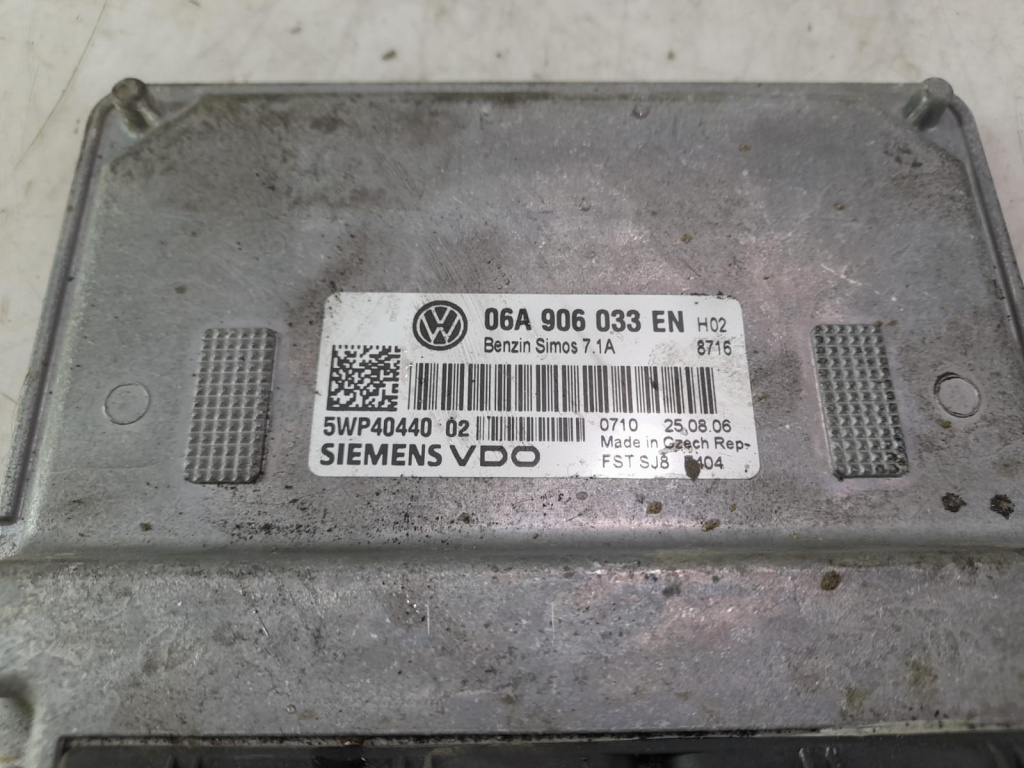 06A 906 033 EN H02
Benzin Simos 7.1A 8716
5WP40440 02 0710 25.08.06
Made in Czech Rep-
SIEMENS VDO FST SJ8